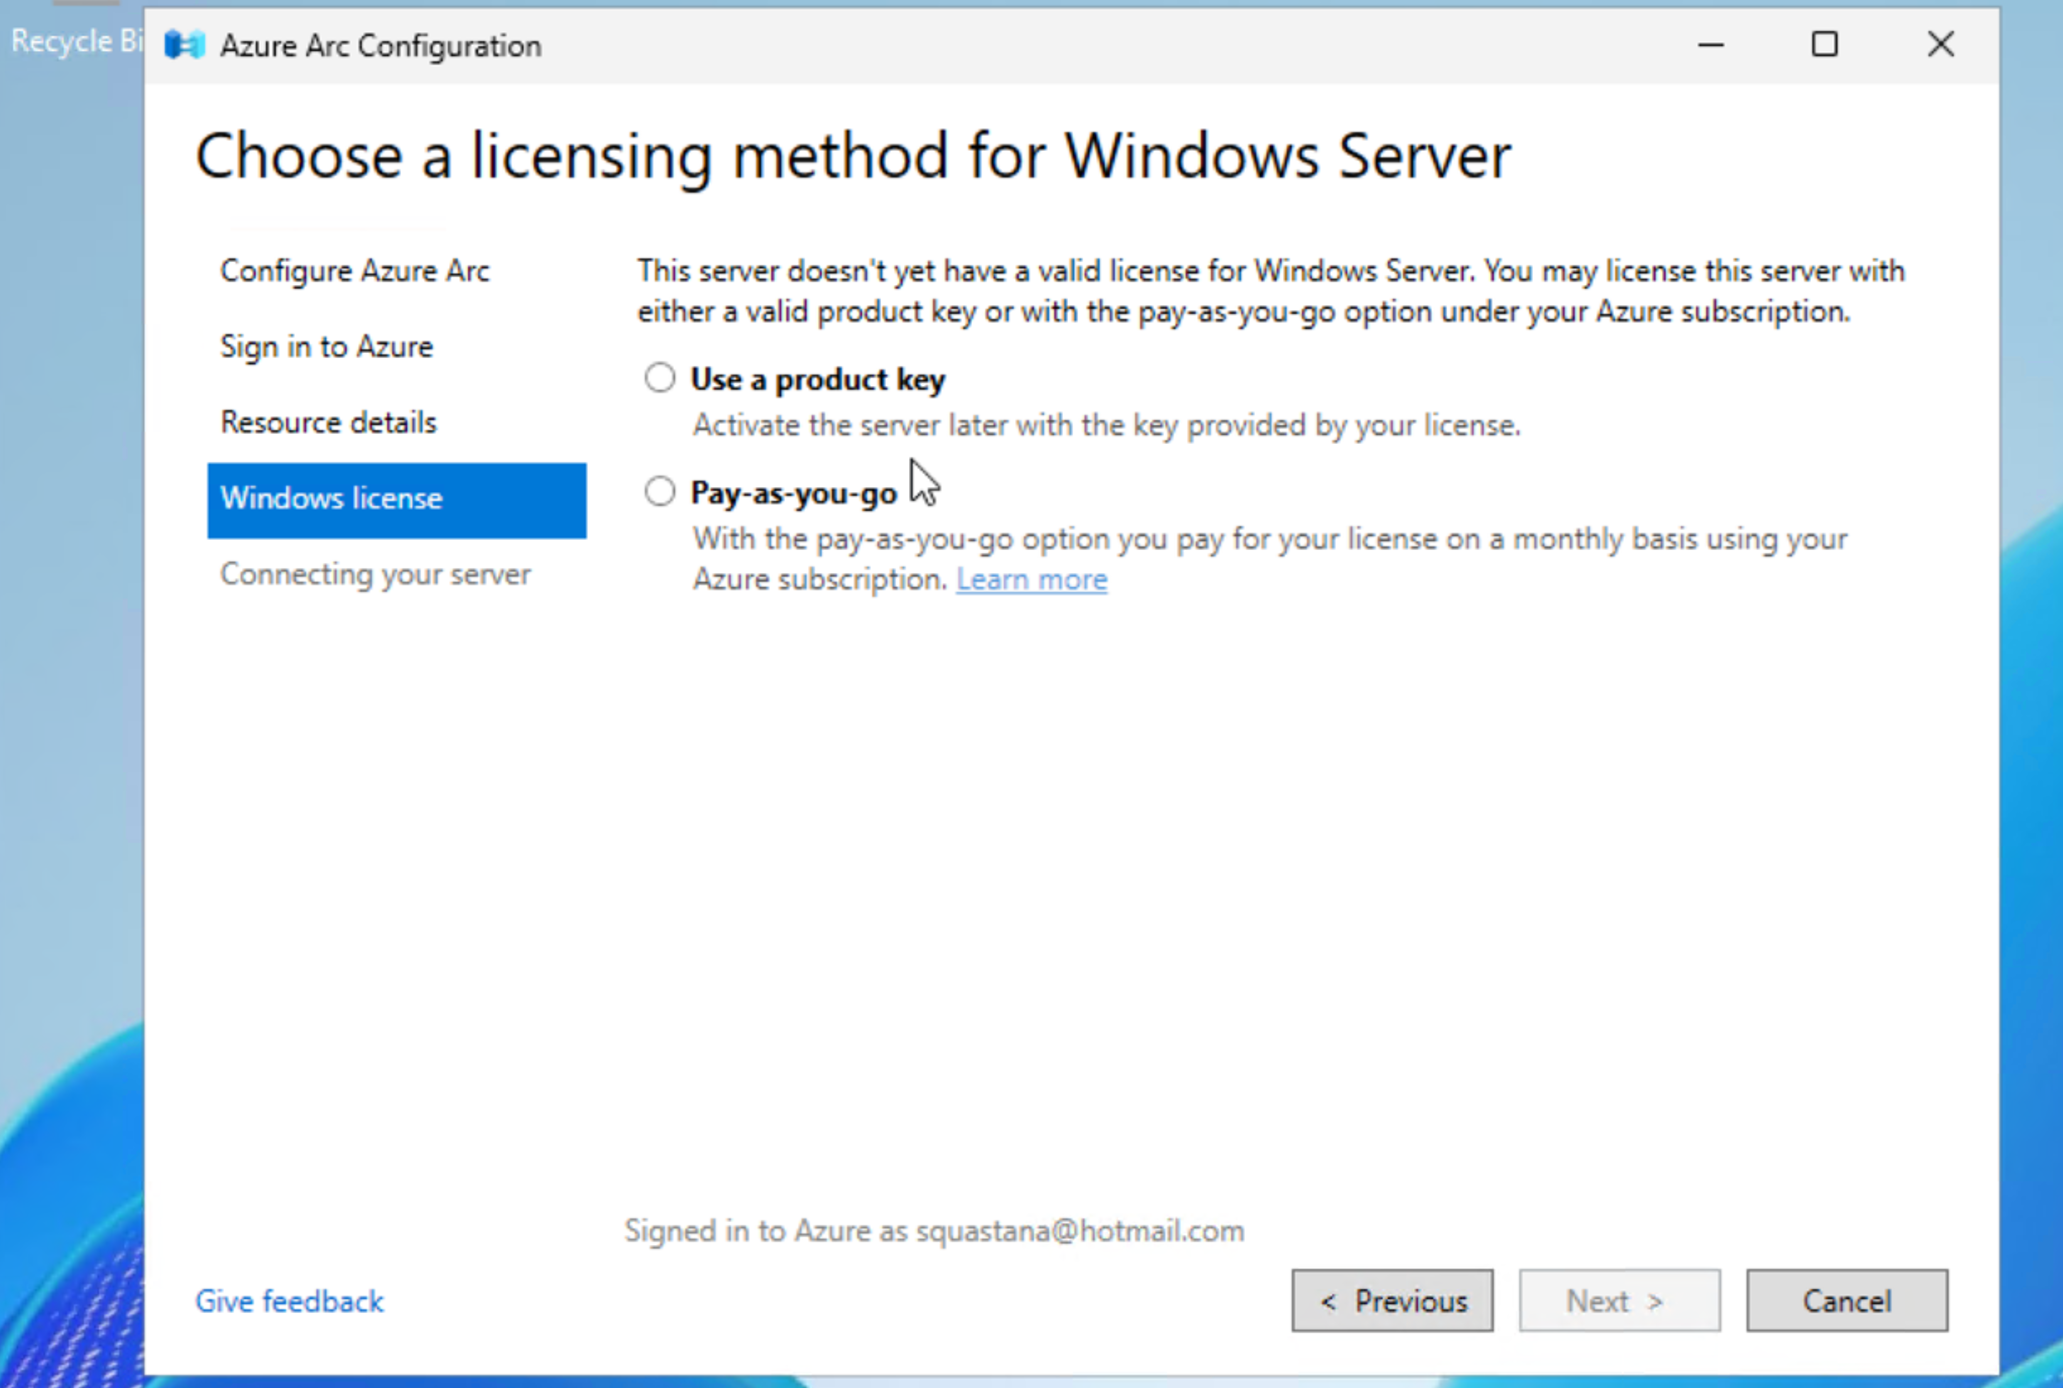 Recycle Bi
Azure Arc Configuration
Choose a licensing method for Windows Server
Configure Azure Arc
Sign in to Azure
Resource details
Windows license
Connecting your server
This server doesn't yet have a valid license for Windows Server. You may license this server with
either a valid product key or with the pay-as-you-go option under your Azure subscription.
Use a product key
Activate the server later with the key provided by your license.
Pay-as-you-go
With the pay-as-you-go option you pay for your license on a monthly basis using your
Azure subscription. Learn more
Signed in to Azure as squastana@hotmail.com
Give feedback
< Previous
Next >
Cancel